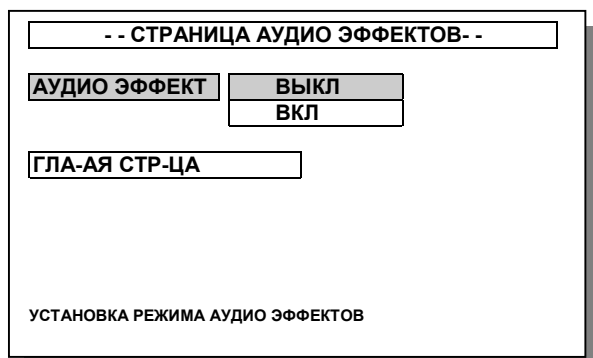 - - СТРАНИЦА АУДИО ЭФФЕКТОВ- -
АУДИО ЭФФЕКТ ВЫКЛ
ВКЛ
ГЛА-АЯ СТР-ЦА
УСТАНОВКА РЕЖИМА АУДИО ЭФФЕКТОВ